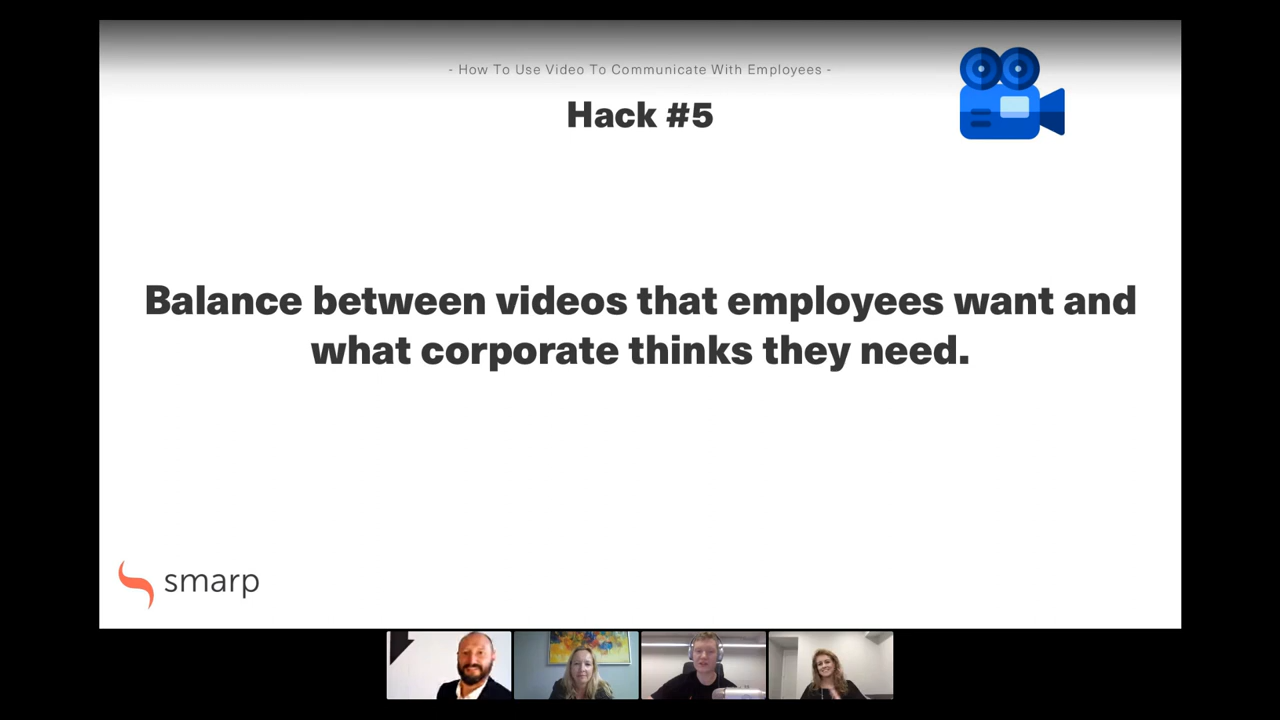 - How To Use Video To Communicate With Employees -
Hack #5
Balance between videos that employees want and
what corporate thinks they need.
smarp